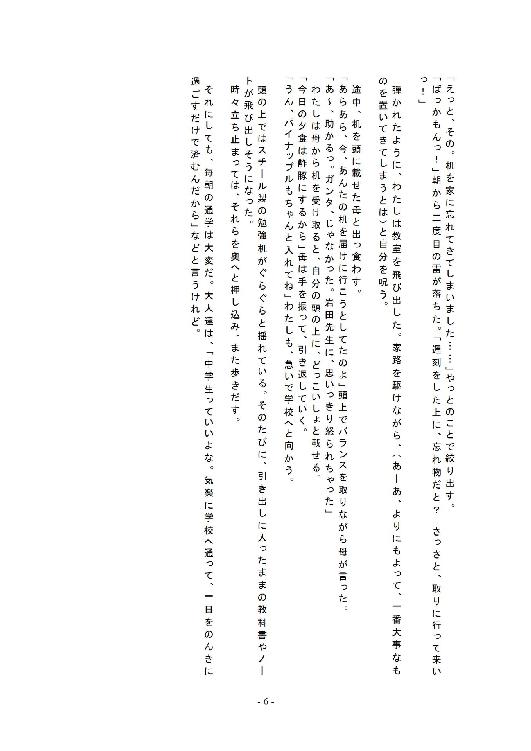 「えっと、その。机を家に忘れてきてしまいました……」やっとのことで絞り出す。
「ばっかもんっ！」朝から二度目の雷が落ちた。「遅刻をした上に、忘れ物だと？　さっさと、取りに行って来い
っ！」
弾かれたように、わたしは教室を飛び出した。家路を駆けながら、（あーあ、よりにもよって、一番大事なも
のを置いてきてしまうとは）と自分を呪う。
途中、机を頭に載せた母と出っ食わす。
「あらあら、今、あんたの机を届けに行こうとしてたのよ」頭上でバランスを取りながら母が言った。
「あ〜、助かるっ。ガンタ、じゃなかった。岩田先生に、思いっきり怒られちゃった」
わたしは母から机を受け取ると、自分の頭の上に、どっこいしょと載せる。
「今日の夕食は酢豚にするから」母は手を振って、引き返していく。
「うん、パイナップルもちゃんと入れてね」わたしも、急いで学校へと向かう。
頭の上ではスチール製の勉強机がぐらぐらと揺れている。そのたびに、引き出しに入ったままの教科書やノー
トが飛び出しそうになった。
時々立ち止まっては、それらを奥へと押し込み、また歩きだす。
それにしても、毎朝の通学は大変だ。大人達は、「中学生っていいよな。気楽に学校へ通って、一日をのんきに
過ごすだけで済むんだから」などと言うけれど。
- 6 -